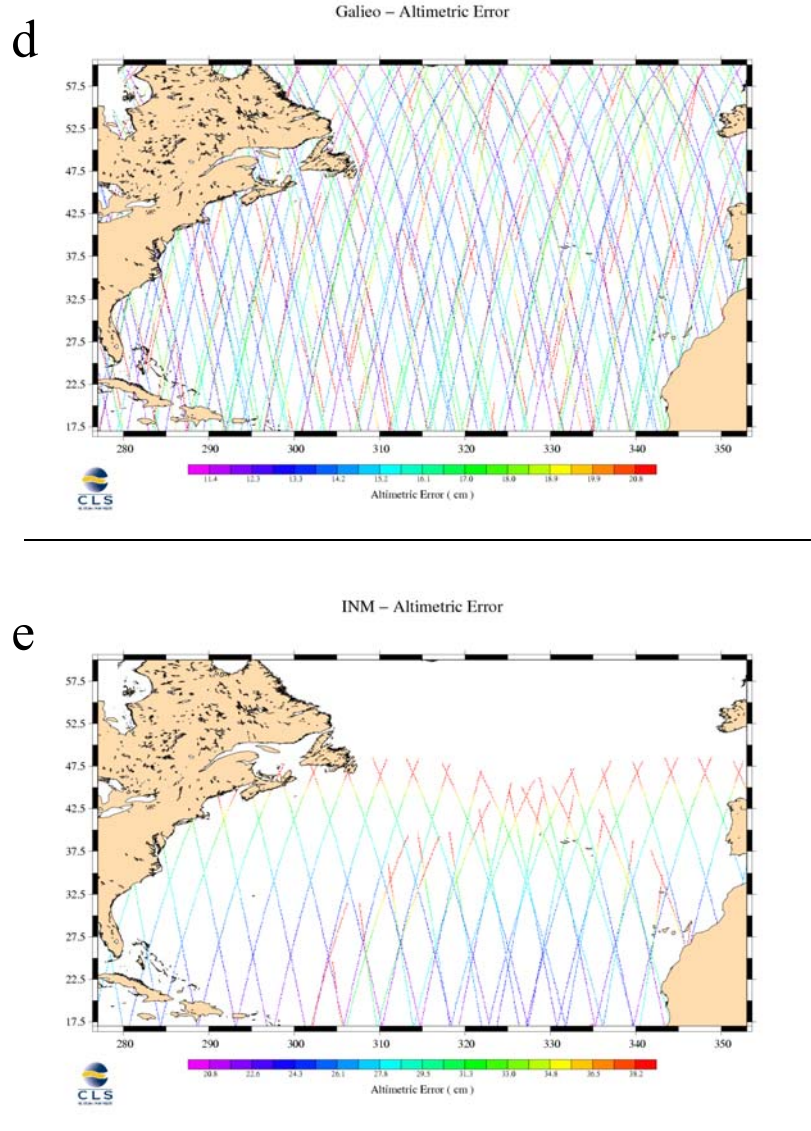 Galieo – Altimetric Error
d
57.5
52.5
47.5
42.5
37.5
32.5
27.5
22.5
17.5
280 290 300 310 320 330 340 350
11.4 12.3 13.3 14.2 15.2 16.1 17.0 18.0 18.9 19.9 20.8
Altimetric Error ( cm )
CLS
INM – Altimetric Error
e
57.5
52.5
47.5
42.5
37.5
32.5
27.5
22.5
17.5
280 290 300 310 320 330 340 350
20.8 22.6 24.3 26.1 27.8 29.5 31.3 33.0 34.8 36.5 38.2
Altimetric Error ( cm )
CLS